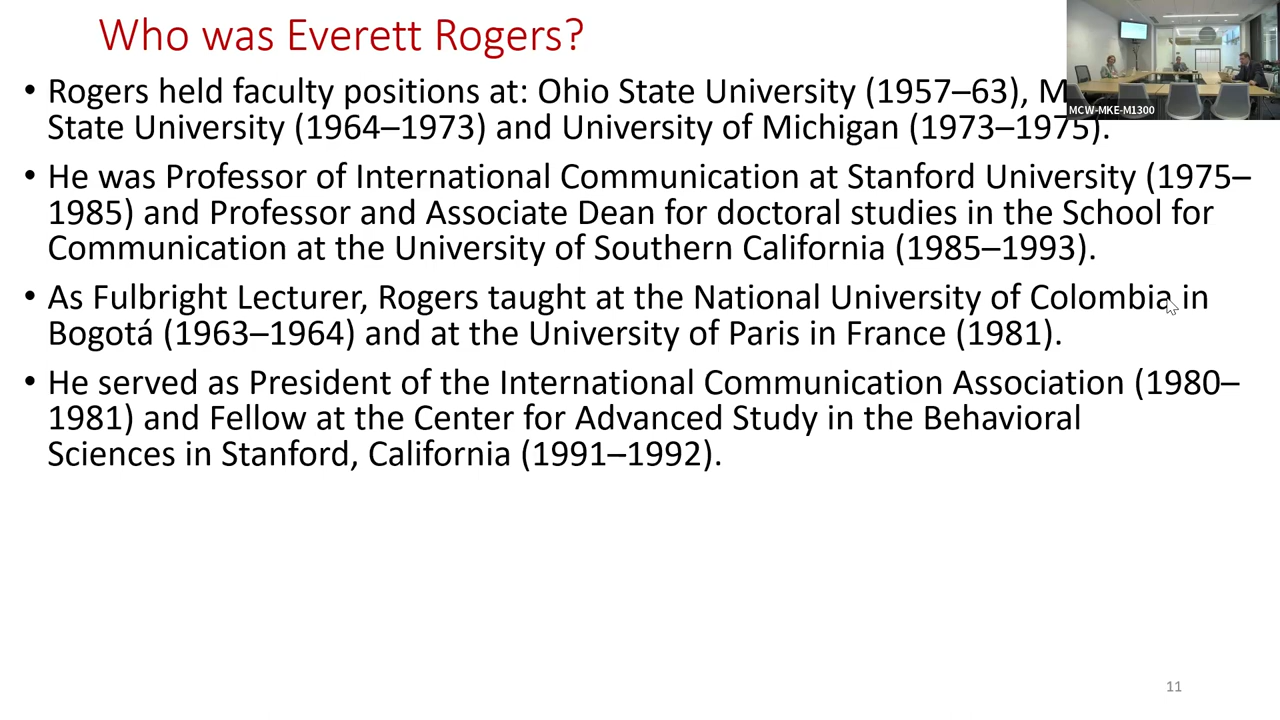 Who was Everett Rogers?
• Rogers held faculty positions at: Ohio State University (1957–63),
State University (1964–1973) and University of Michigan (1973–1975).
• He was Professor of International Communication at Stanford University (1975–
1985) and Professor and Associate Dean for doctoral studies in the School for
Communication at the University of Southern California (1985–1993).
• As Fulbright Lecturer, Rogers taught at the National University of Colombia in
Bogotá (1963–1964) and at the University of Paris in France (1981).
• He served as President of the International Communication Association (1980–
1981) and Fellow at the Center for Advanced Study in the Behavioral
Sciences in Stanford, California (1991–1992).
MCW-MKE-M1300
11